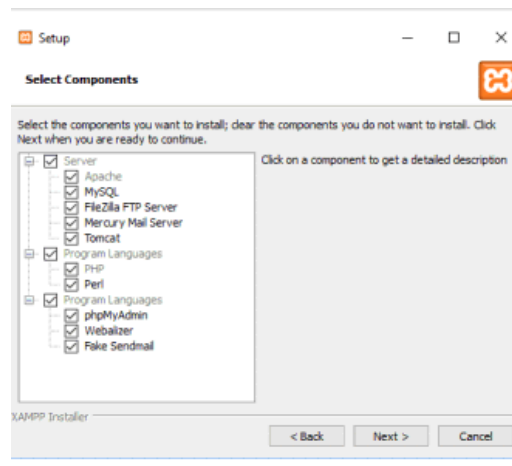 Setup
Select Components
Select the components you want to install; clear the components you do not want to install. Click
Next when you are ready to continue.
Server
Apache
MySQL
FileZilla FTP Server
Mercury Mail Server
Tomcat
Program Languages
PHP
Perl
Program Languages
phpMyAdmin
Webalizer
Fake Sendmail
Click on a component to get a detailed description
XAMPP Installer
< Back
Next >
Cancel